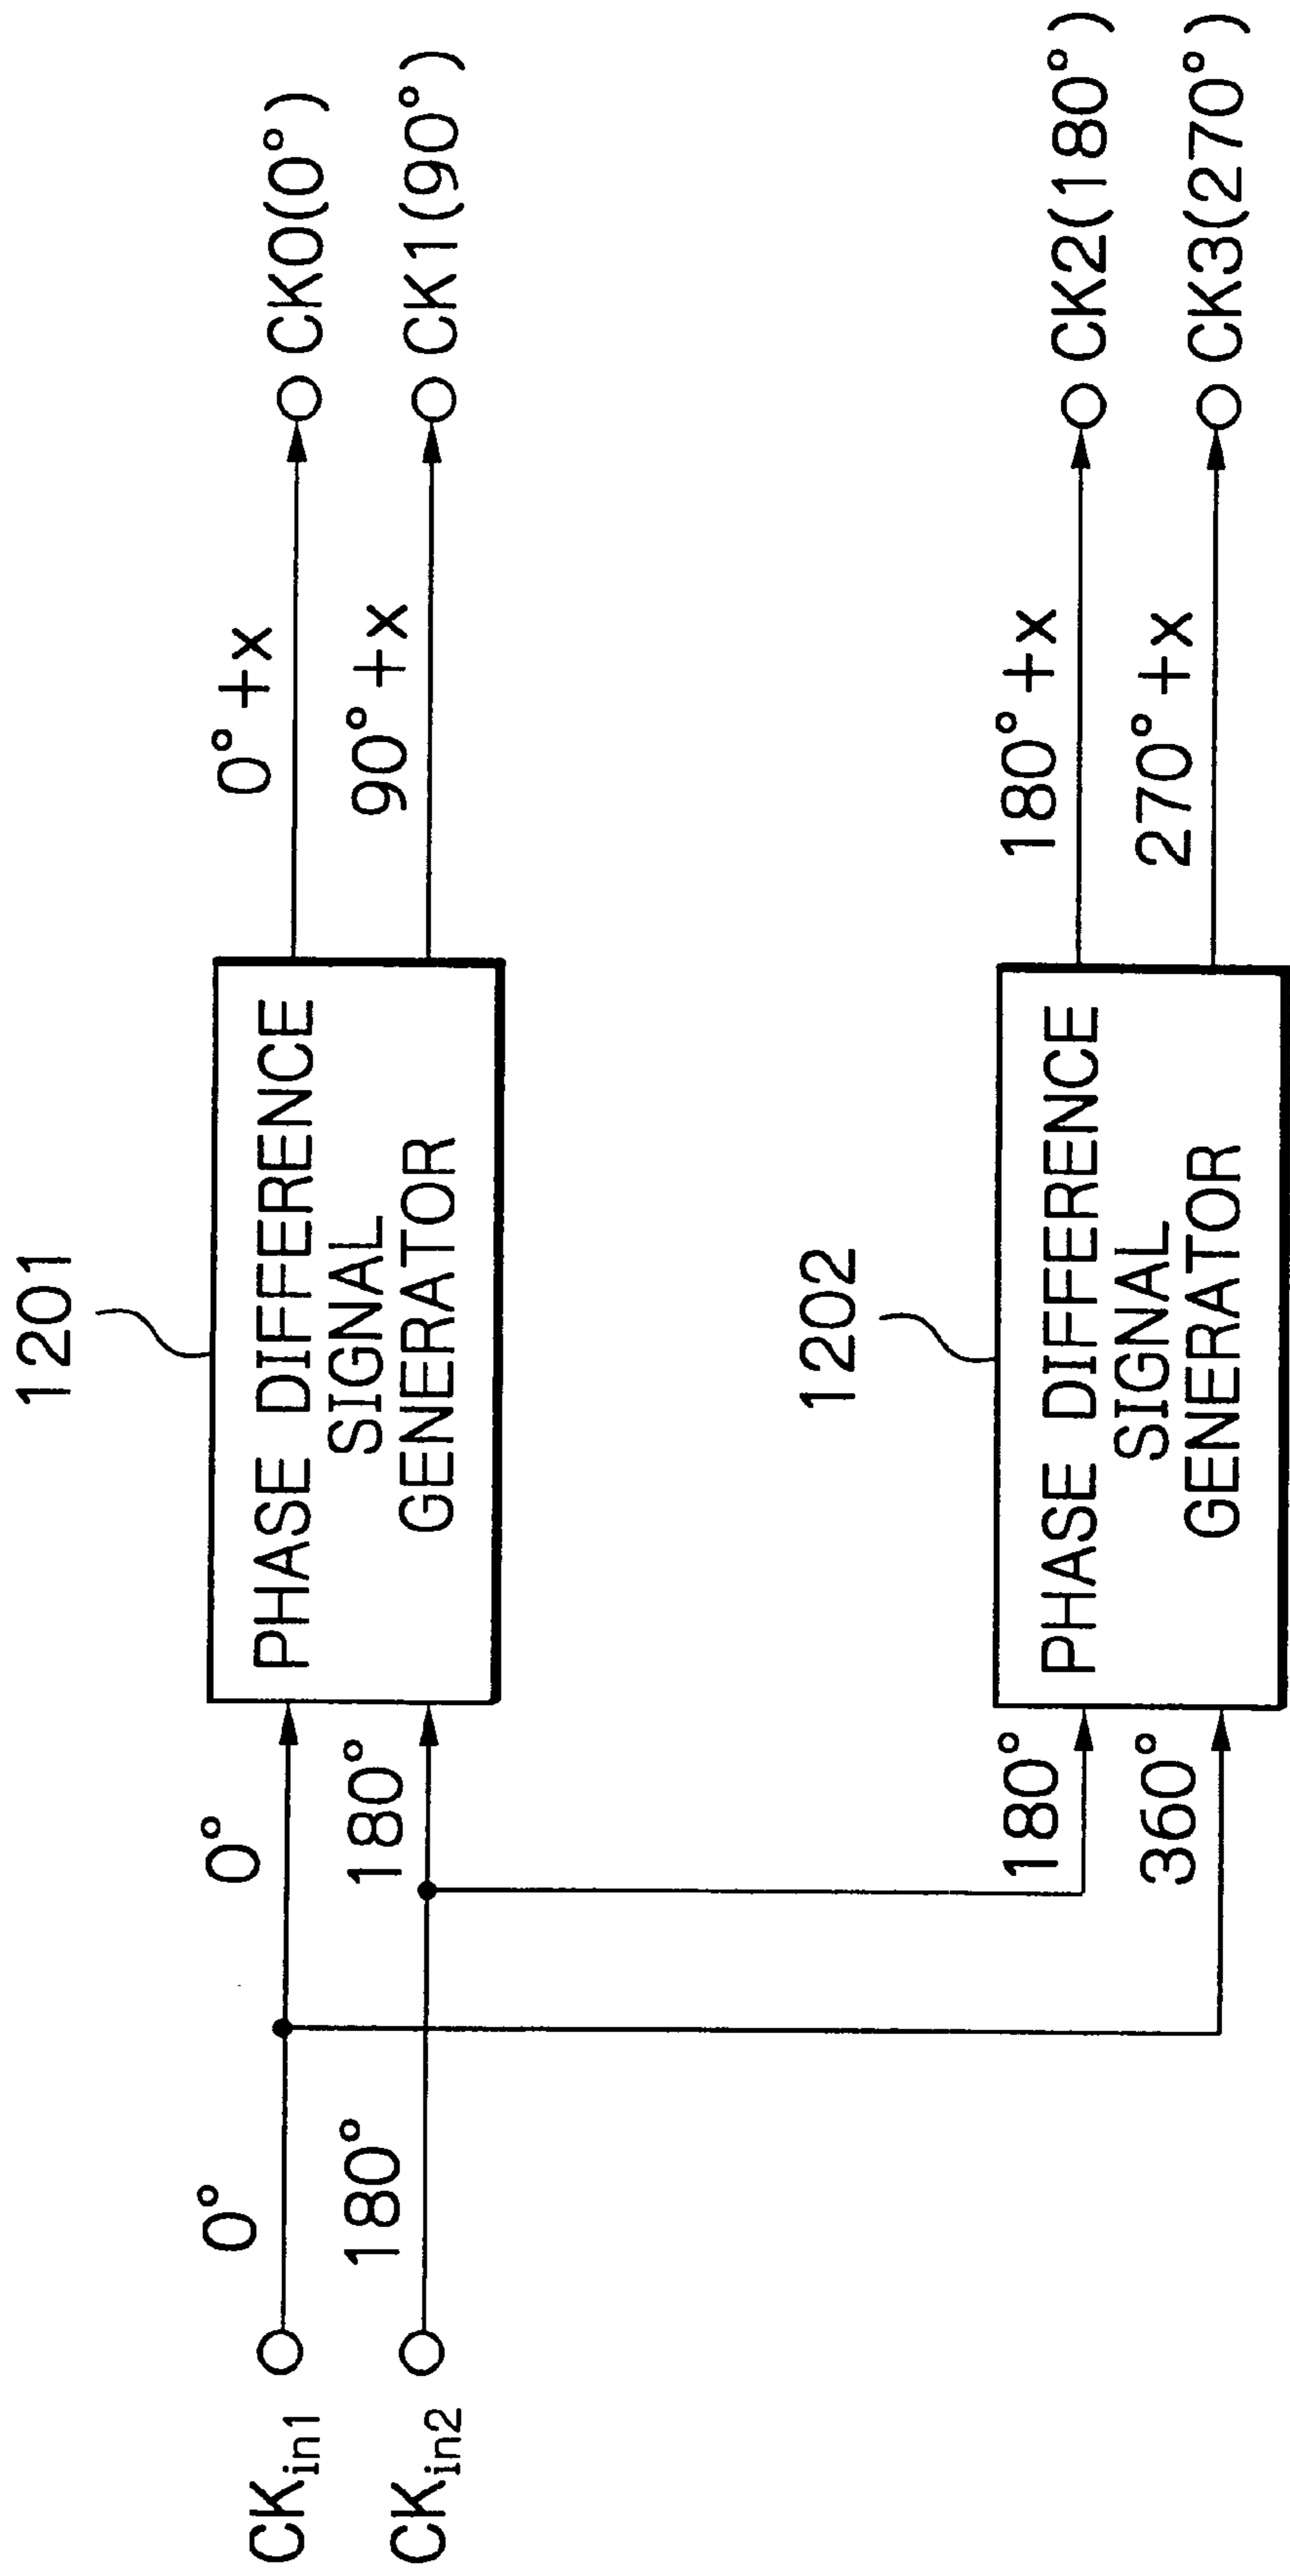 1201
0°
0°
0°+x
CK0(0°)
CKin1
PHASE DIFFERENCE
SIGNAL
GENERATOR
180°
180°
90°+x
CK1(90°)
CKin2
1202
180°
180°+x
CK2(180°)
PHASE DIFFERENCE
SIGNAL
GENERATOR
360°
270°+x
CK3(270°)